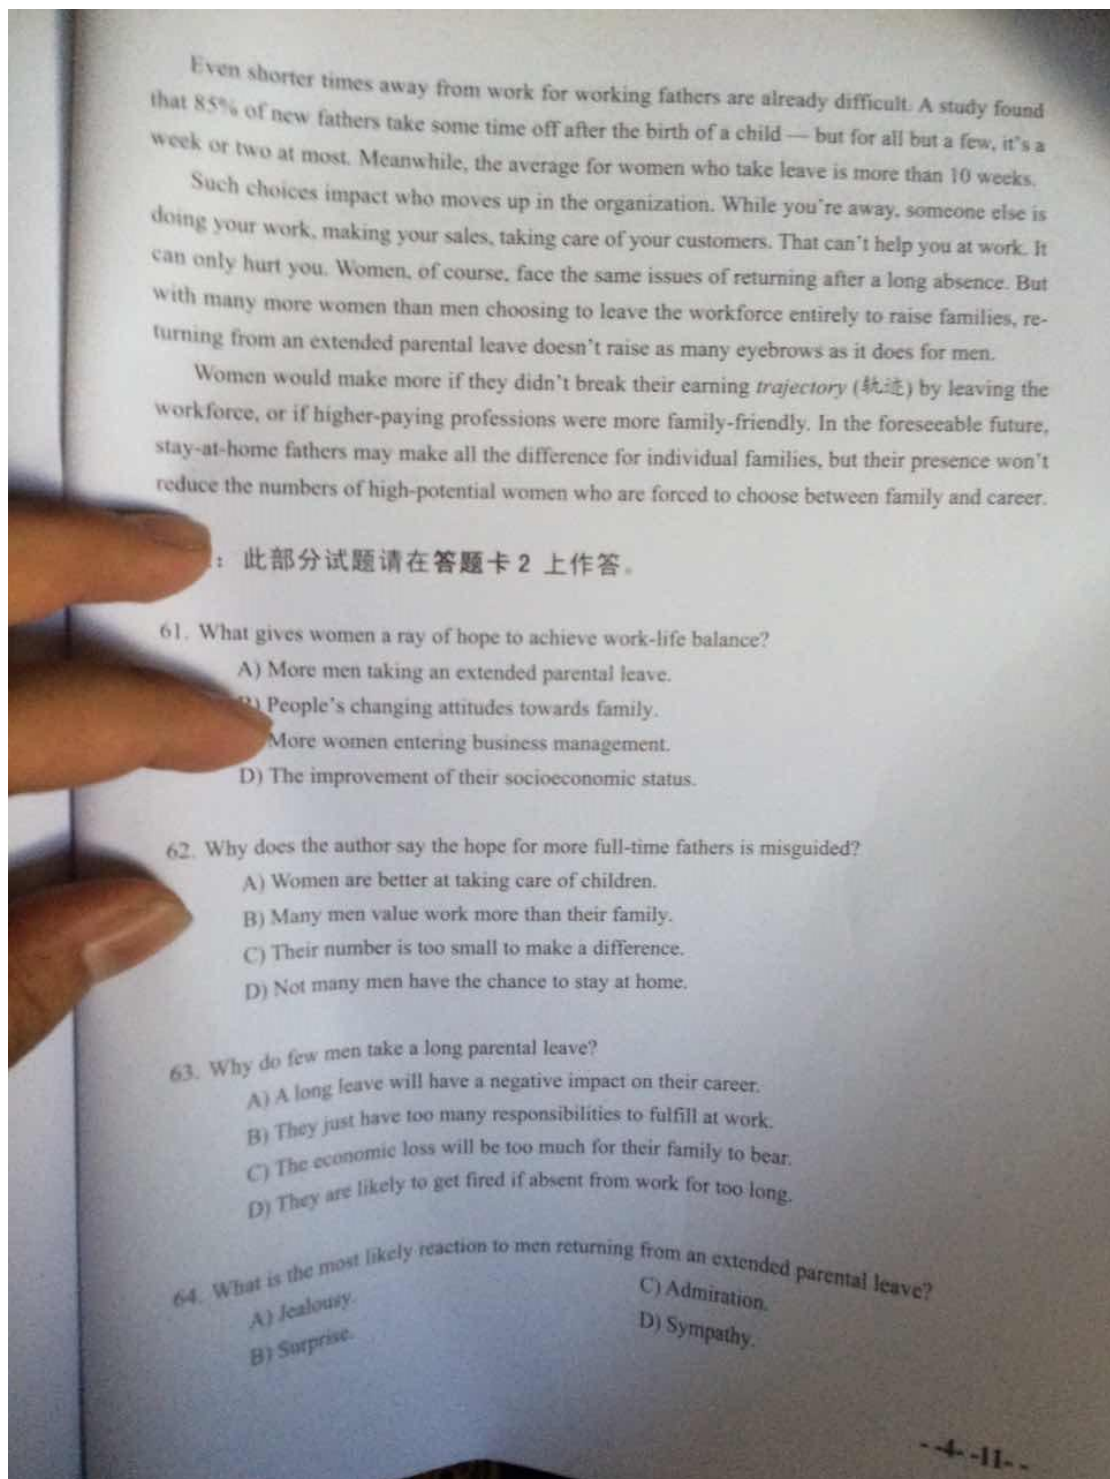 Even shorter times away from work for working fathers are already difficult. A study found
that 85% of new fathers take some time off after the birth of a child — but for all but a few, it's a
week or two at most. Meanwhile, the average for women who take leave is more than 10 weeks.
Such choices impact who moves up in the organization. While you're away, someone else is
doing your work, making your sales, taking care of your customers. That can't help you at work. It
can only hurt you. Women, of course, face the same issues of returning after a long absence. But
with many more women than men choosing to leave the workforce entirely to raise families, re-
turning from an extended parental leave doesn't raise as many eyebrows as it does for men.
Women would make more if they didn't break their earning trajectory (轨迹) by leaving the
workforce, or if higher-paying professions were more family-friendly. In the foreseeable future,
stay-at-home fathers may make all the difference for individual families, but their presence won't
reduce the numbers of high-potential women who are forced to choose between family and career.
: 此部分试题请在答题卡 2 上作答。
61. What gives women a ray of hope to achieve work-life balance?
A) More men taking an extended parental leave.
B) People's changing attitudes towards family.
More women entering business management.
D) The improvement of their socioeconomic status.
62. Why does the author say the hope for more full-time fathers is misguided?
A) Women are better at taking care of children.
B) Many men value work more than their family.
C) Their number is too small to make a difference.
D) Not many men have the chance to stay at home.
63. Why do few men take a long parental leave?
A) A long leave will have a negative impact on their career.
B) They just have too many responsibilities to fulfill at work.
C) The economic loss will be too much for their family to bear.
D) They are likely to get fired if absent from work for too long.
64. What is the most likely reaction to men returning from an extended parental leave?
A) Jealousy.
B) Surprise.
C) Admiration.
D) Sympathy.
- -4- -11- -